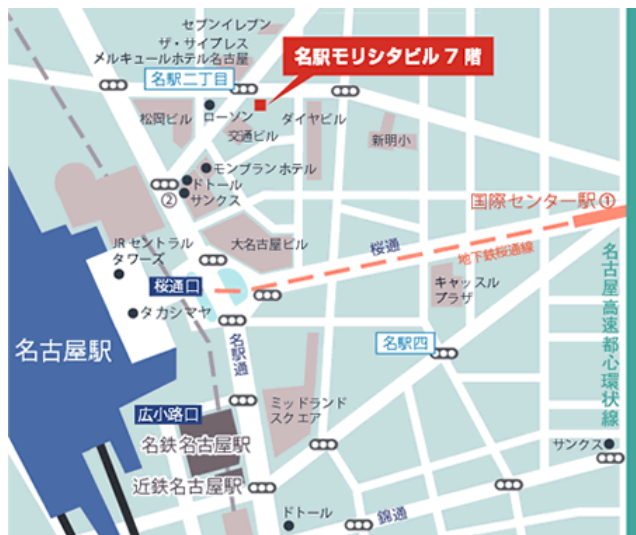 セブンイレブン
ザ・サイプレス
メルキュールホテル名古屋
名駅モリシタビル 7 階
名駅二丁目
松岡ビル
ローソン
交通ビル
ダイヤビル
新明小
モンブランホテル
ドトール
サンクス
②
国際センター駅①
JR セントラル
タワーズ
大名古屋ビル
桜通
地下鉄桜通線
桜通口
タカシマヤ
キャッスル
プラザ
名古屋高速都心環状線
名古屋駅
名駅通
名駅四
広小路口
ミッドランド
スクエア
名鉄名古屋駅
サンクス
近鉄名古屋駅
ドトール
錦通